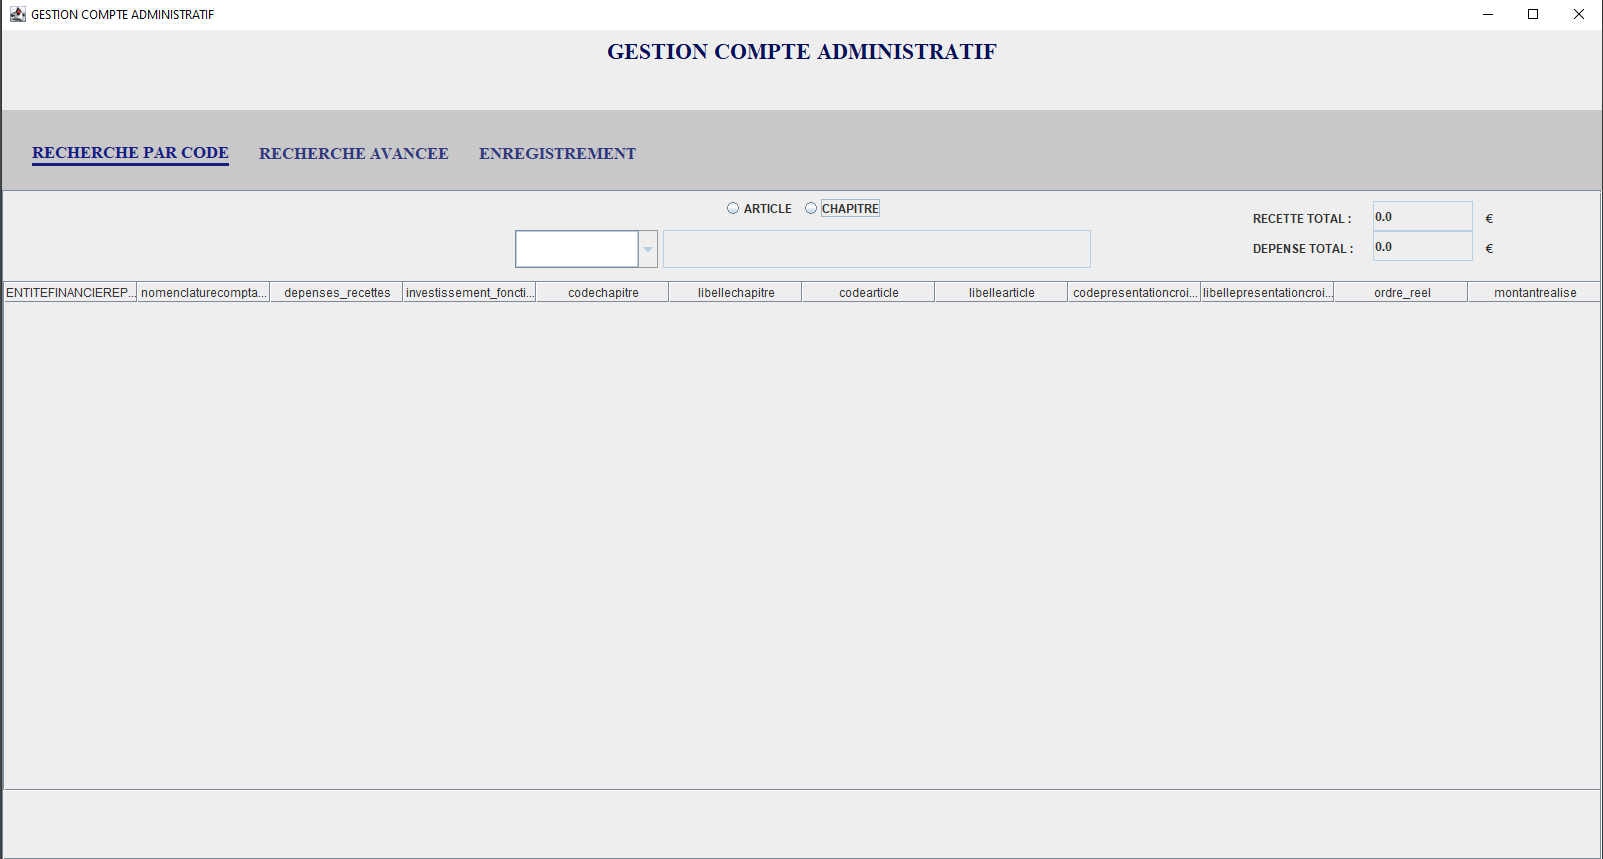 GESTION COMPTE ADMINISTRATIF
GESTION COMPTE ADMINISTRATIF
RECHERCHE PAR CODE RECHERCHE AVANCEE ENREGISTREMENT
ARTICLE CHAPITRE
RECETTE TOTAL : 0.0 €
DEPENSE TOTAL : 0.0 €
ENTITEFINANCIEREP... nomenclaturecompta... depenses_recettes investissement_foncti... codechapitre libellechapitre codearticle libellearticle codepresentationcroi... libellepresentationcroi... ordre_reel montantrealise